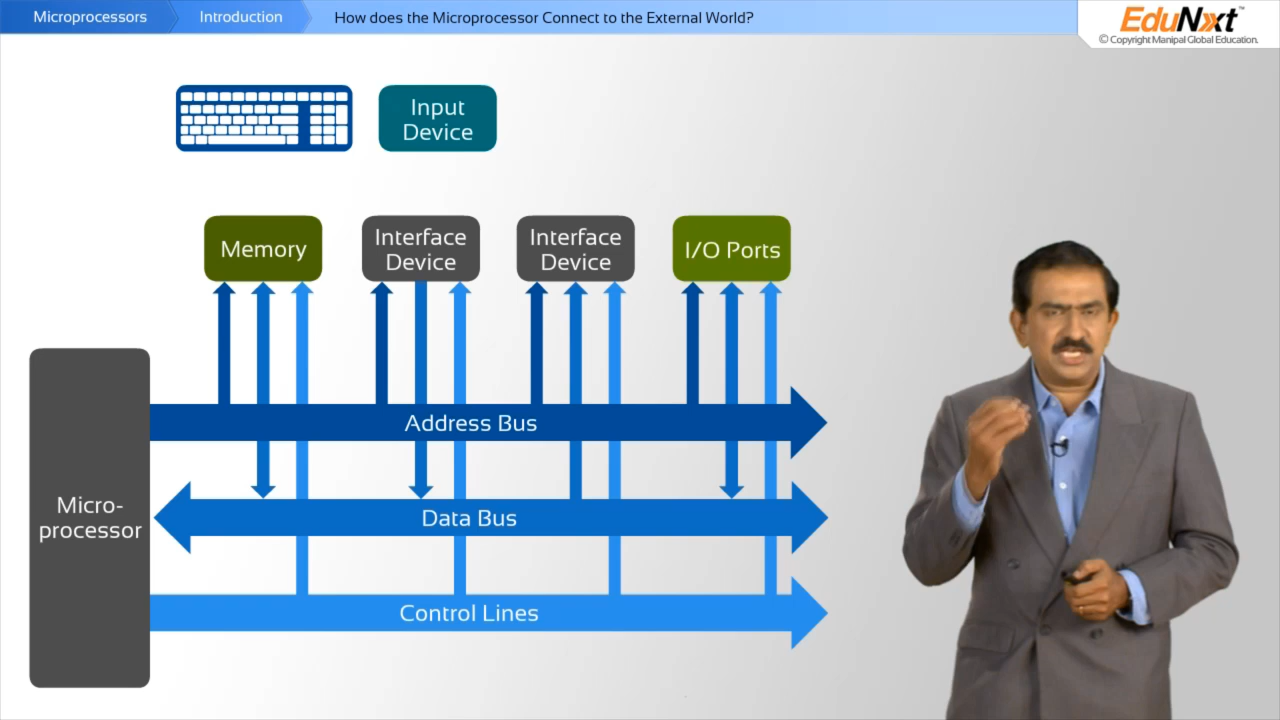 Microprocessors
Introduction
How does the Microprocessor Connect to the External World?
EduNxt™
© Copyright Manipal Global Education.
Input
Device
Memory
Interface
Device
Interface
Device
I/O Ports
Address Bus
Micro-
processor
Data Bus
Control Lines